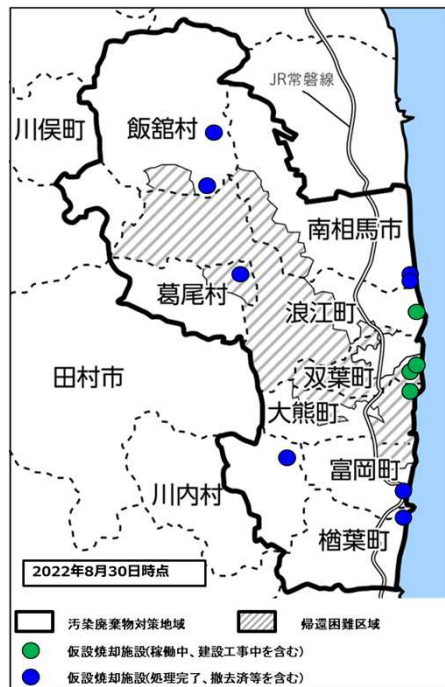 JR常磐線
川俣町
飯舘村
南相馬市
葛尾村
浪江町
田村市
双葉町
大熊町
富岡町
川内村
楢葉町
2022年8月30日時点
汚染廃棄物対策地域 帰還困難区域
仮設焼却施設(稼働中、建設工事中を含む)
仮設焼却施設(処理完了、撤去済等を含む)